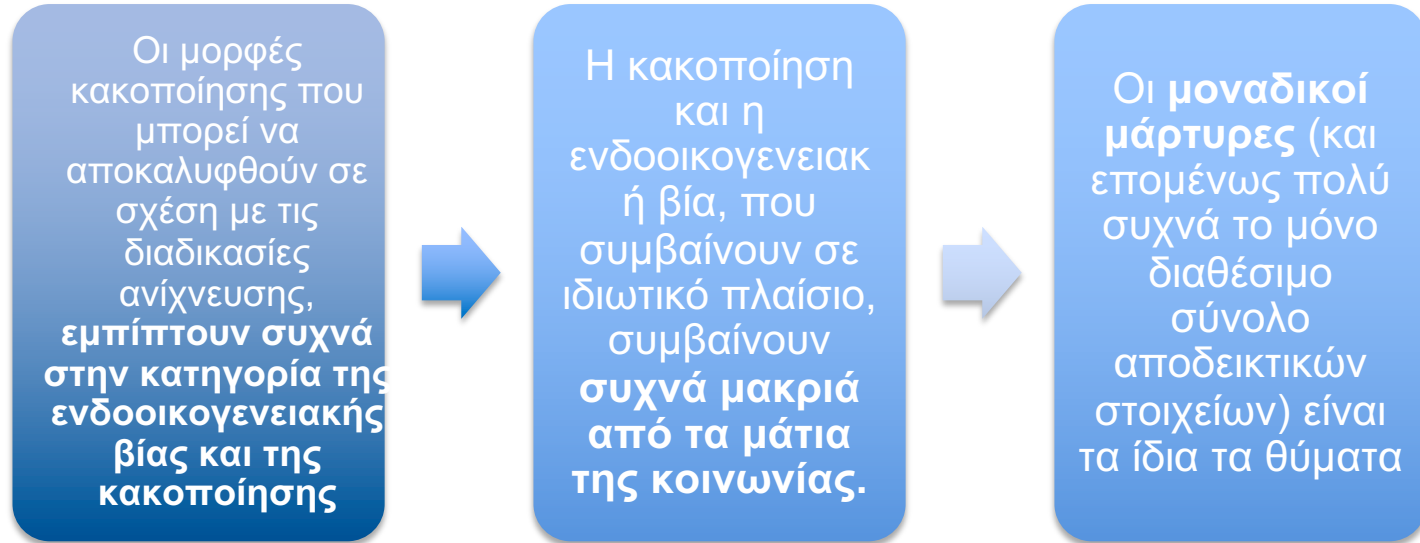 Οι μορφές
κακοποίησης που
μπορεί να
αποκαλυφθούν σε
σχέση με τις
διαδικασίες
ανίχνευσης,
εμπίπτουν συχνά
στην κατηγορία της
ενδοοικογενειακής
βίας και της
κακοποίησης
Η κακοποίηση
και η
ενδοοικογενειακ
ή βία, που
συμβαίνουν σε
ιδιωτικό πλαίσιο,
συμβαίνουν
συχνά μακριά
από τα μάτια
της κοινωνίας.
Οι μοναδικοί
μάρτυρες (και
επομένως πολύ
συχνά το μόνο
διαθέσιμο
σύνολο
αποδεικτικών
στοιχείων) είναι
τα ίδια τα θύματα